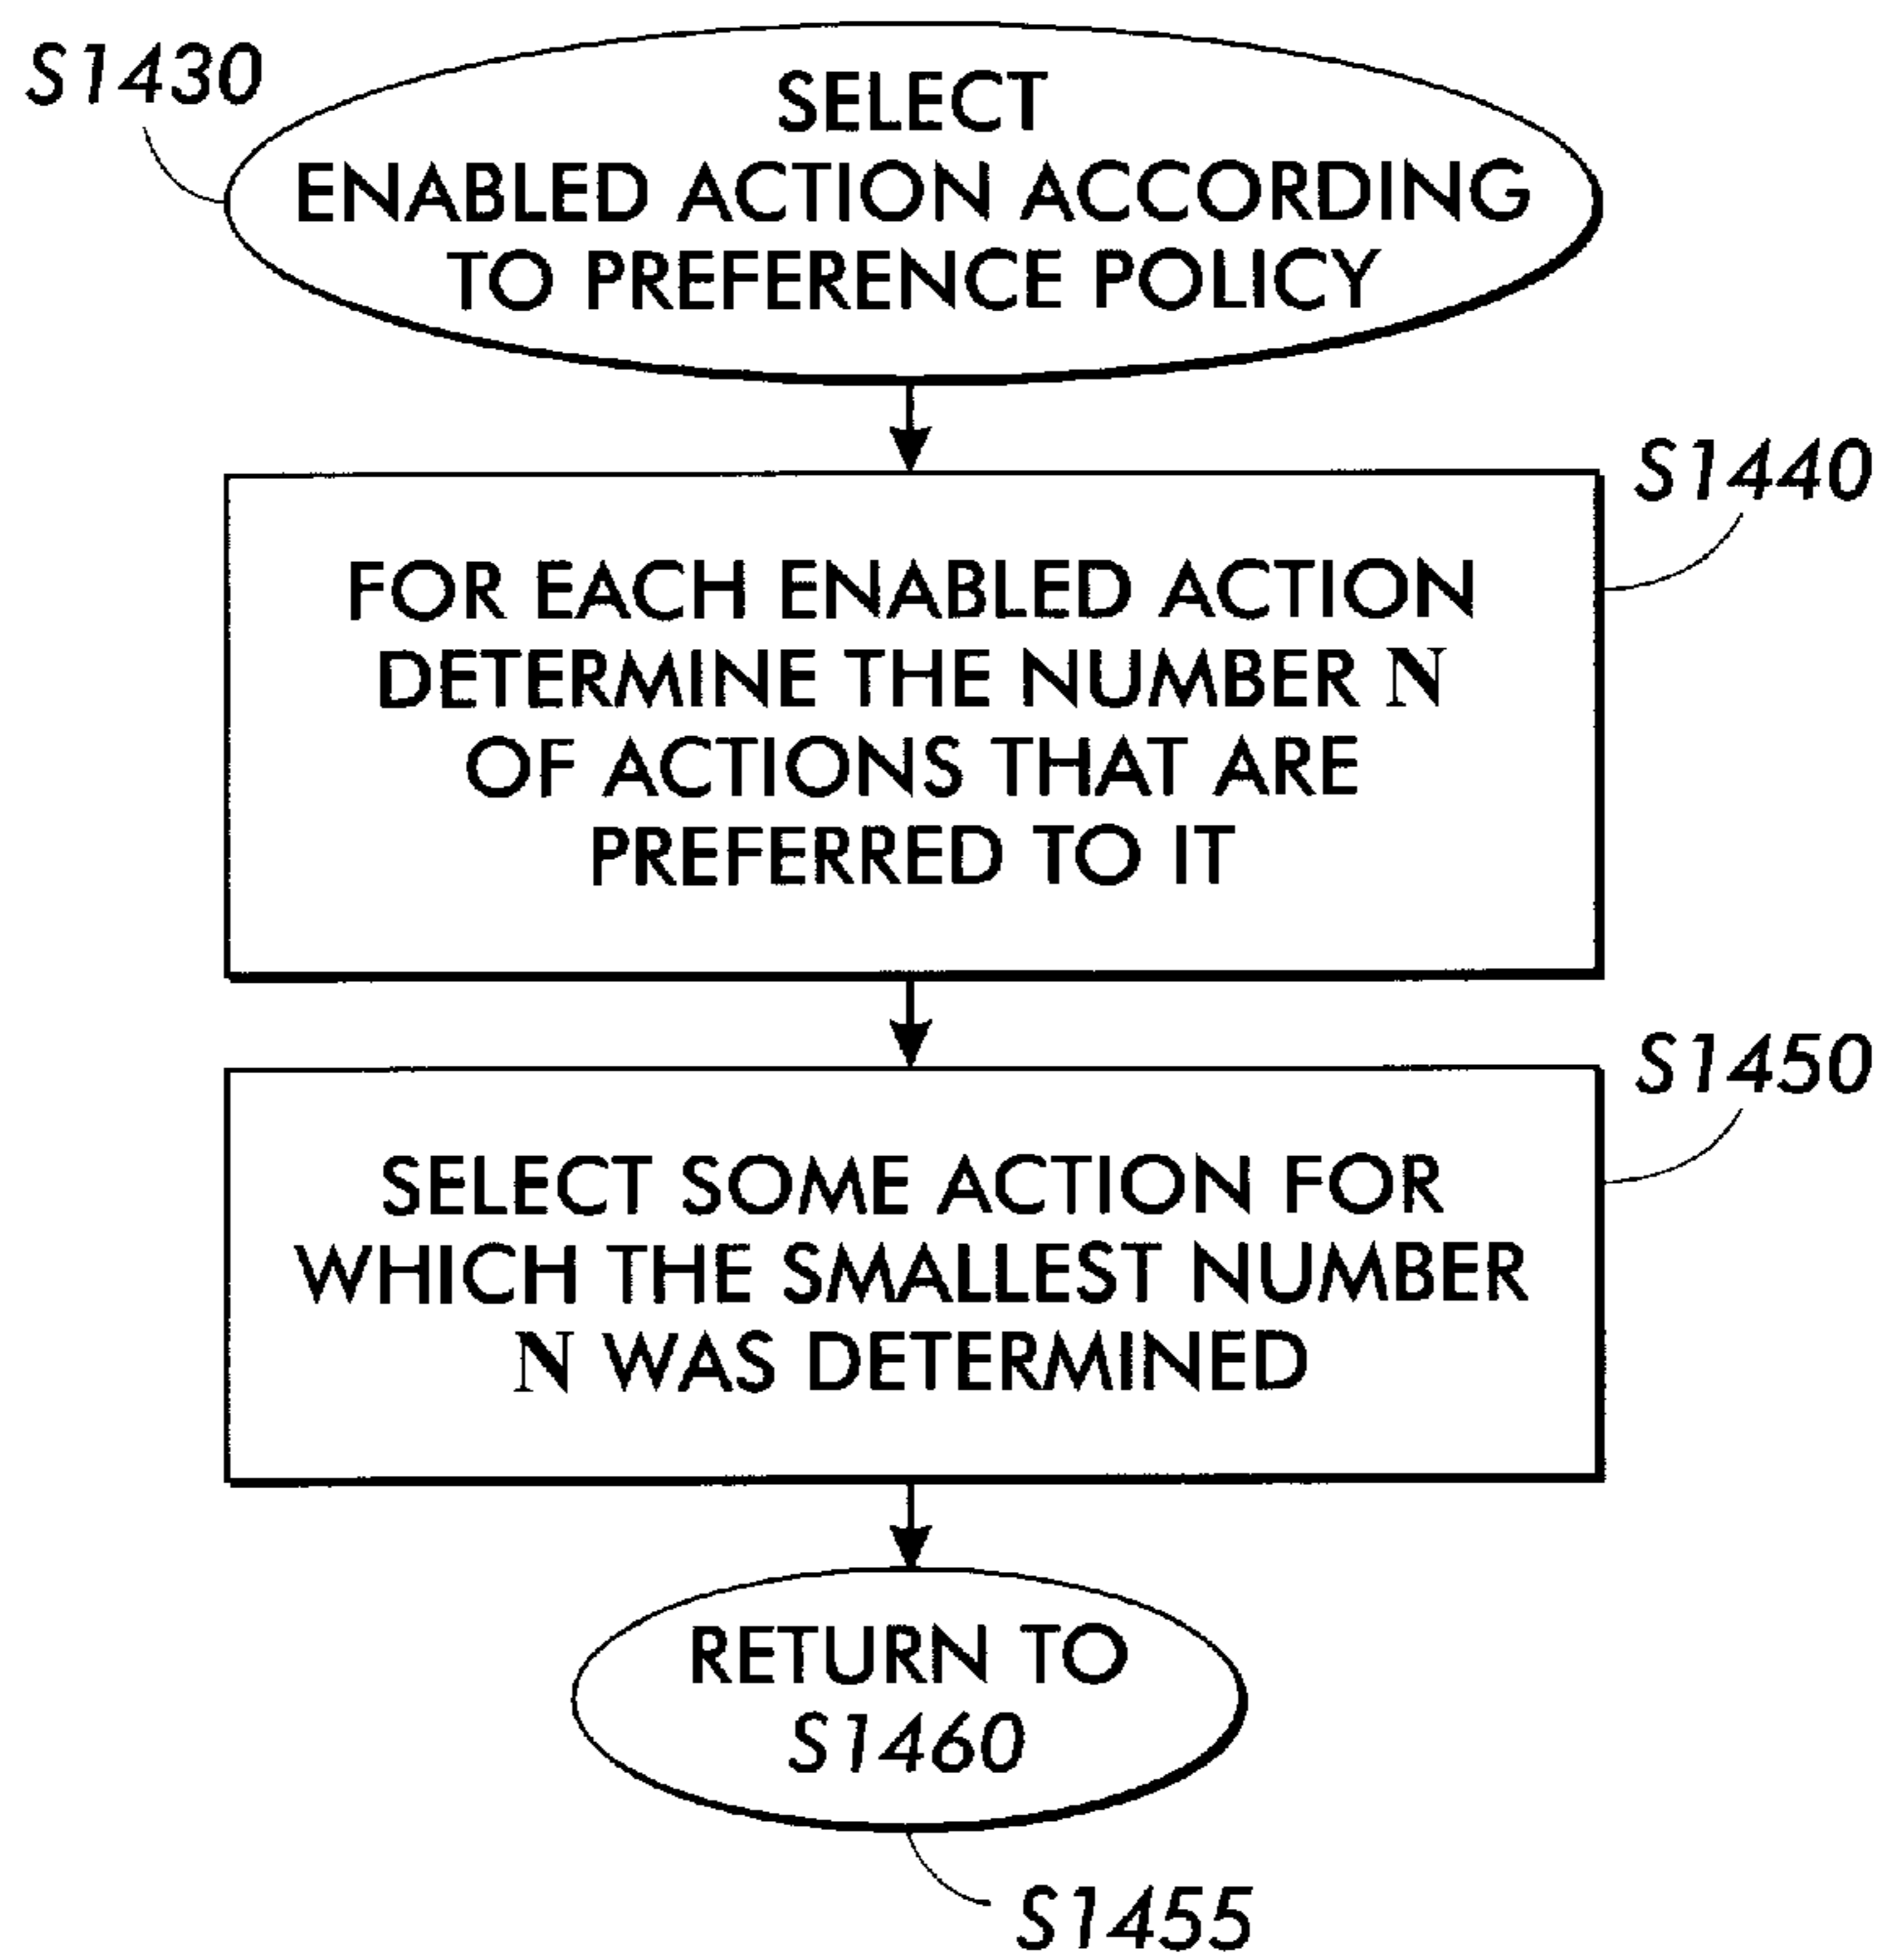 S1430
SELECT
ENABLED ACTION ACCORDING
TO PREFERENCE POLICY
S1440
FOR EACH ENABLED ACTION
DETERMINE THE NUMBER N
OF ACTIONS THAT ARE
PREFERRED TO IT
S1450
SELECT SOME ACTION FOR
WHICH THE SMALLEST NUMBER
N WAS DETERMINED
RETURN TO
S1460
S1455